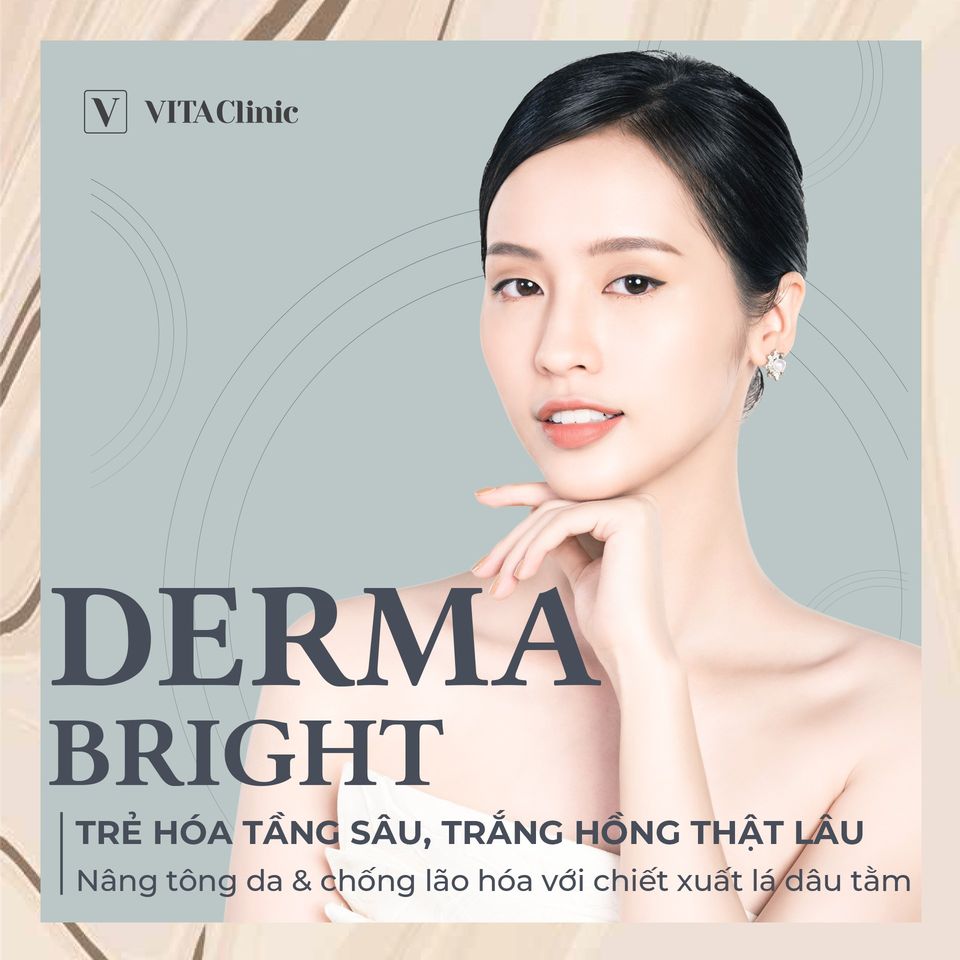 V VITAClinic
DERMA
BRIGHT
TRẺ HÓA TẦNG SÂU, TRẮNG HỒNG THẬT LÂU
Nâng tông da & chống lão hóa với chiết xuất lá dâu tằm